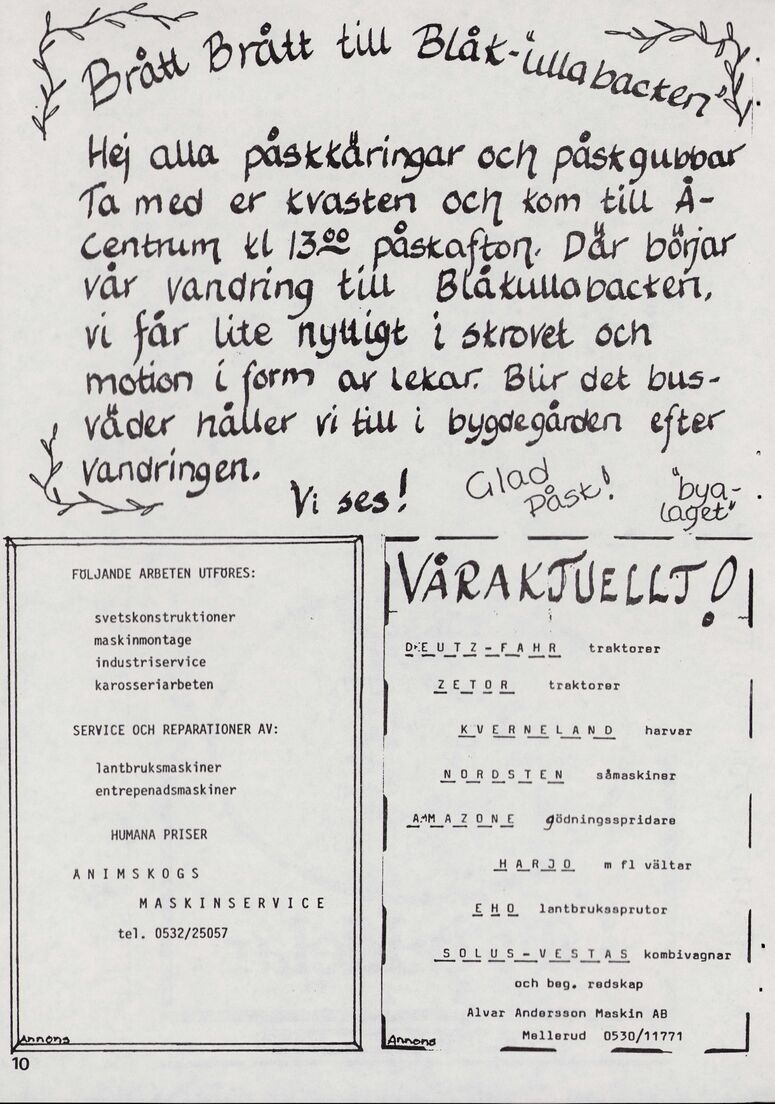 Brått Brått till Blåk-ullabacken"
Hej alla påskkäringar och påskgubbar
Ta med er kvasten och kom till Å-
Centrum kl 13⁰⁰ påskafton. Där börjar
vår vandring till Blåkullabacken,
vi får lite nyttigt i skrovet och
motion i form av lekar. Blir det bus-
väder håller vi till i bygdegården efter
vandringen.
Vi ses!
Glad
Påsk!
"bya-
laget"
FÖLJANDE ARBETEN UTFÖRES:
svetskonstruktioner
maskinmontage
industriservice
karosseriarbeten
SERVICE OCH REPARATIONER AV:
lantbruksmaskiner
entrepenadsmaskiner
HUMANA PRISER
ANIMSKOGS
MASKINSERVICE
tel. 0532/25057
Annons
VÅRAKTUELLT!
DEUTZ-FAHR traktorer
ZETOR traktorer
KVERNELAND harvar
NORDSTEN såmaskiner
AMAZONE gödningsspridare
HARJO m fl vältar
EHO lantbrukssprutor
SOLUS-VESTAS kombivagnar
och beg. redskap
Alvar Andersson Maskin AB
Mellerud 0530/11771
Annons
10